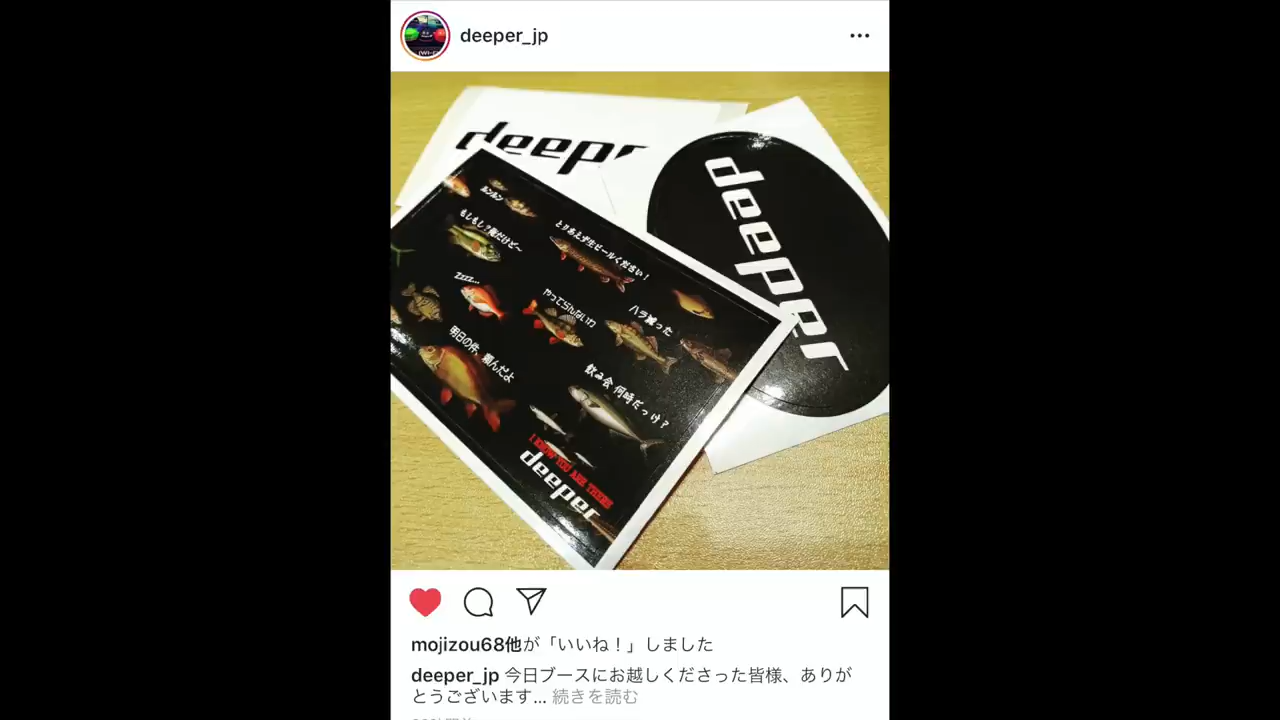 deeper_jp
deeper
deeper
ルンルン
もしもし？俺だけど〜
とりあえず生ビールください！
zzzz...
やってらんないわ
ハラ減った
明日の件、頼んだよ
飲み会 何時だっけ？
I KNOW YOU ARE THERE
deeper
mojizou68他が「いいね！」しました
deeper_jp 今日ブースにお越しくださった皆様、ありが
とうございます... 続きを読む